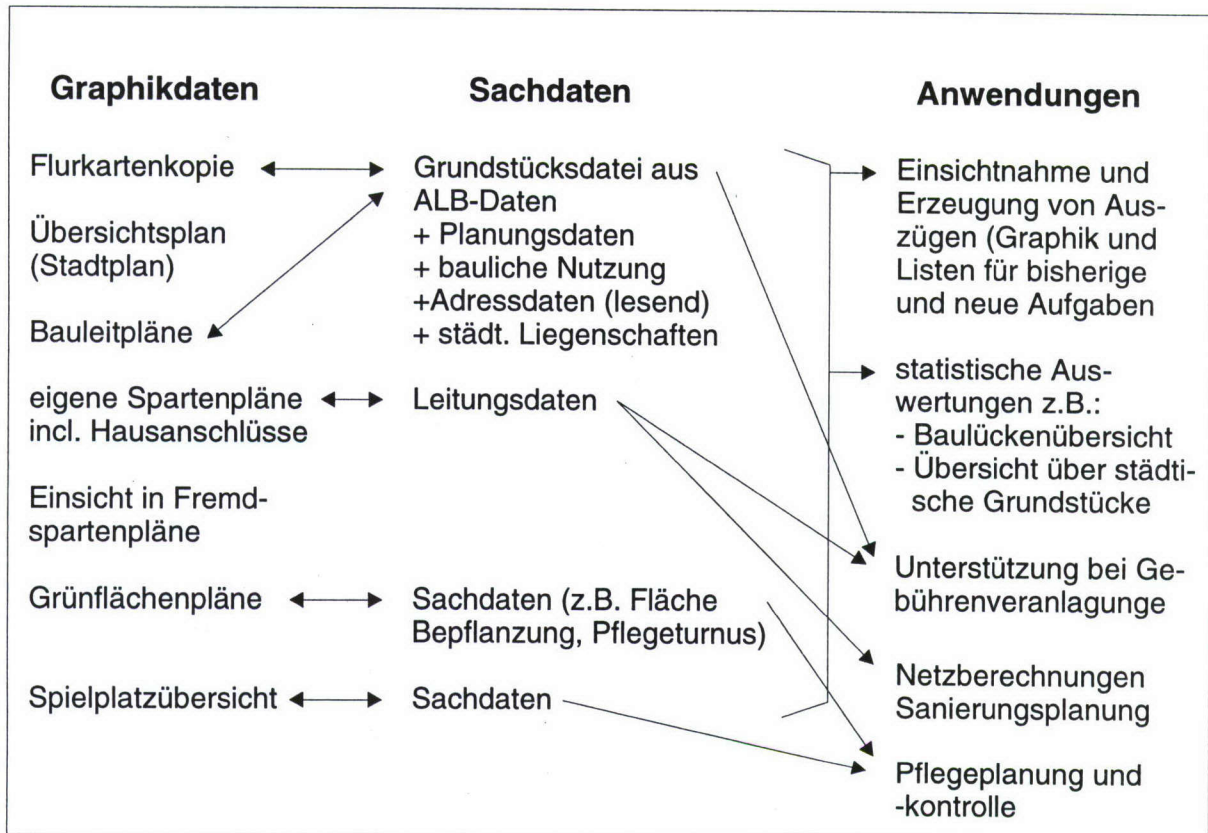 Graphikdaten
Flurkartenkopie
Übersichtsplan
(Stadtplan)
Bauleitpläne
eigene Spartenpläne
incl. Hausanschlüsse
Einsicht in Fremd-
spartenpläne
Grünflächenpläne
Spielplatzübersicht
Sachdaten
Grundstücksdatei aus
ALB-Daten
+ Planungsdaten
+ bauliche Nutzung
+Adressdaten (lesend)
+ städt. Liegenschaften
Leitungsdaten
Sachdaten (z.B. Fläche
Bepflanzung, Pflegeturnus)
Sachdaten
Anwendungen
Einsichtnahme und
Erzeugung von Aus-
zügen (Graphik und
Listen für bisherige
und neue Aufgaben
statistische Aus-
wertungen z.B.:
- Baulückenübersicht
- Übersicht über städti-
sche Grundstücke
Unterstützung bei Ge-
bührenveranlagunge
Netzberechnungen
Sanierungsplanung
Pflegeplanung und
-kontrolle